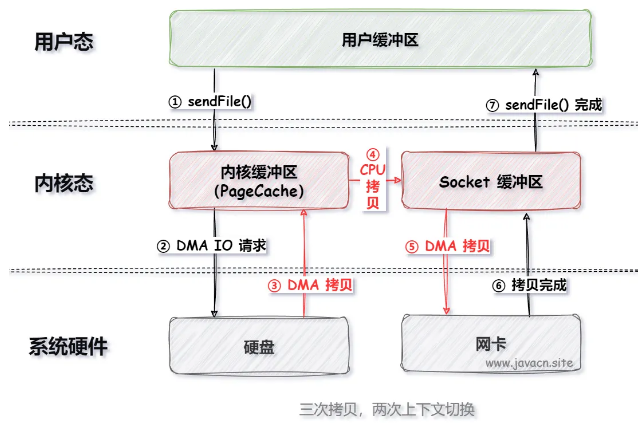 用户态
用户缓冲区
① sendFile()
⑦ sendFile() 完成
内核态
内核缓冲区
(PageCache)
④
CPU
拷
贝
Socket 缓冲区
② DMA IO 请求
③ DMA 拷贝
⑤ DMA 拷贝
⑥ 拷贝完成
系统硬件
硬盘
网卡
www.javacn.site
三次拷贝，两次上下文切换